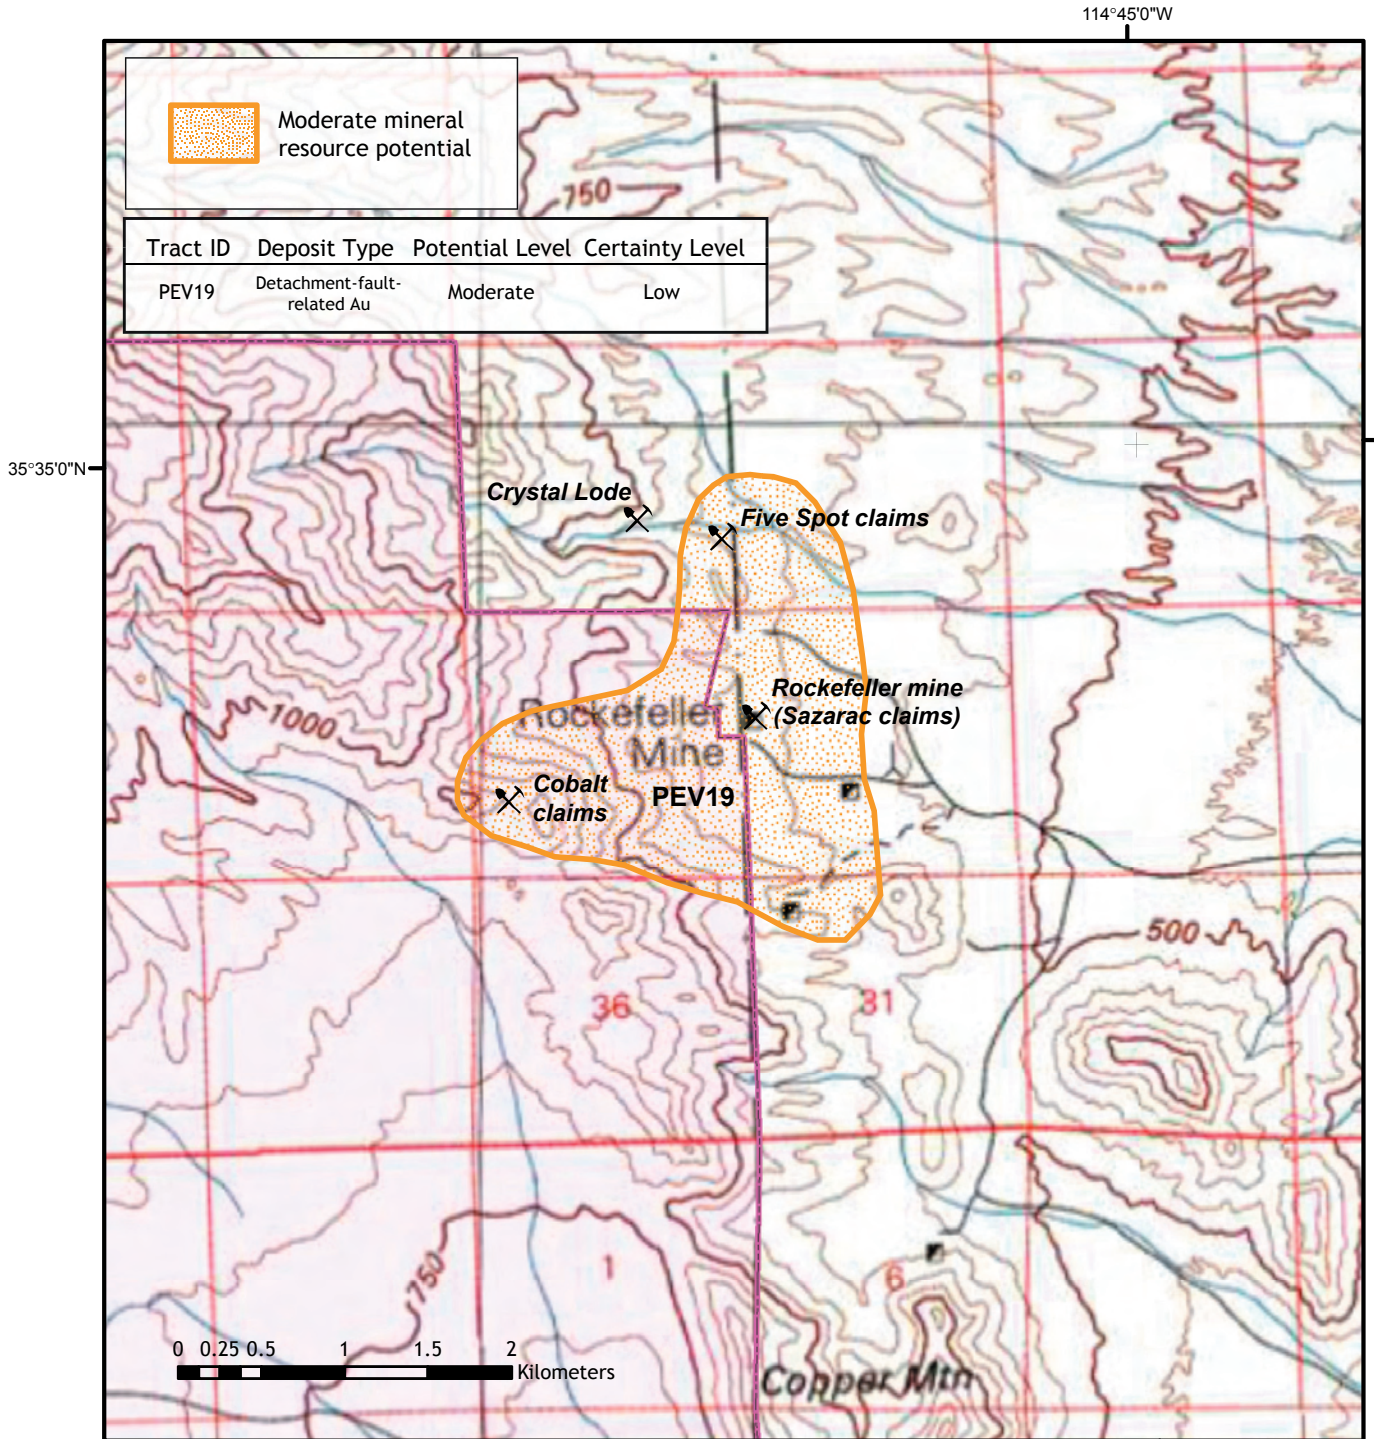 114°45'0"W
Moderate mineral
resource potential
750
Tract ID Deposit Type Potential Level Certainty Level
PEV19 Detachment-fault-
related Au Moderate Low
35°35'0"N
Crystal Lode
Five Spot claims
Rockefeller mine
(Sazarac claims)
1000
Rockefeller
Mine
Cobalt
claims
PEV19
500
36
31
1
6
750
0 0.25 0.5 1 1.5 2
Kilometers
Copper Mtn